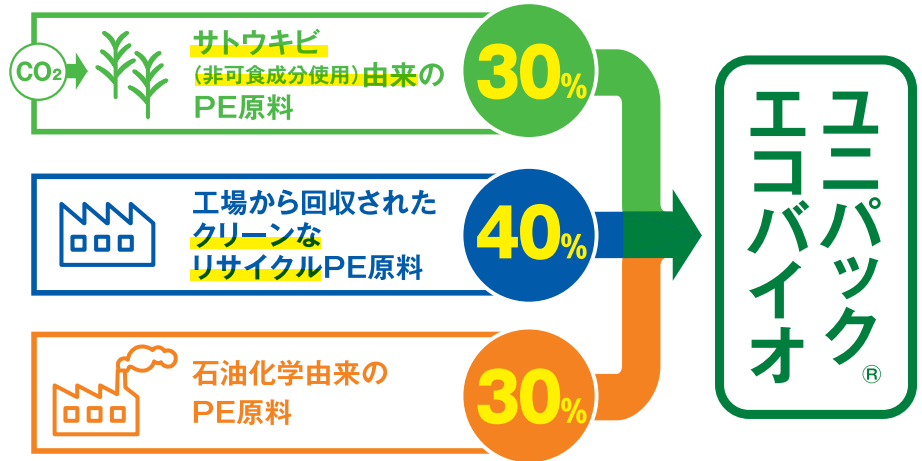 CO₂
サトウキビ
（非可食成分使用）由来の
PE原料
30%
工場から回収された
クリーンな
リサイクルPE原料
40%
石油化学由来の
PE原料
30%
ユニパック®
エコバイオ